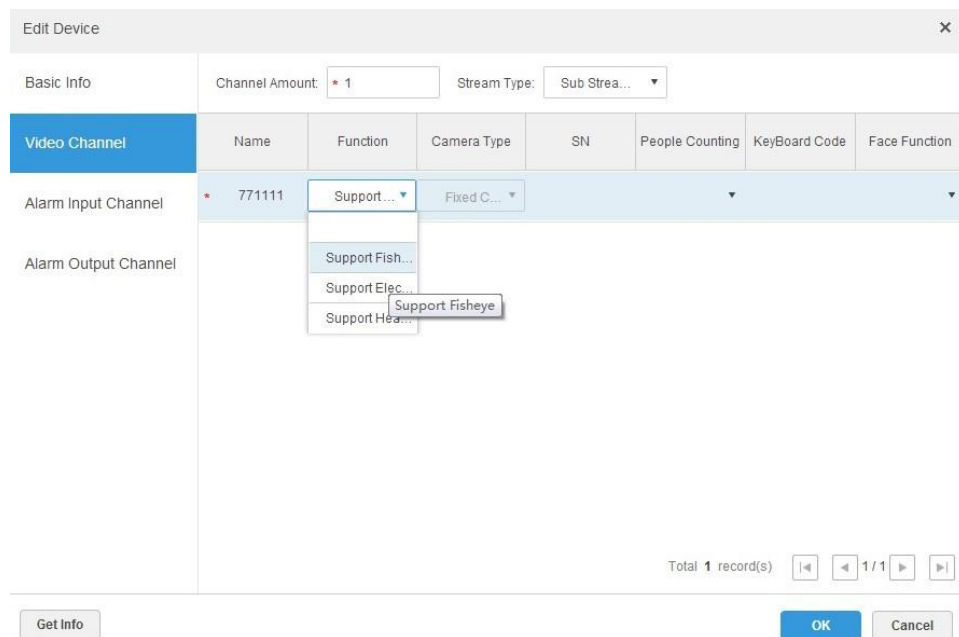 Edit Device
Basic Info
Channel Amount: * 1 Stream Type: Sub Strea...
Video Channel
Name Function Camera Type SN People Counting KeyBoard Code Face Function
Alarm Input Channel
* 771111 Support ... Fixed C...
Alarm Output Channel
Support Fish...
Support Elec...
Support Fisheye
Support Hea...
Total 1 record(s) 1/1
Get Info OK Cancel